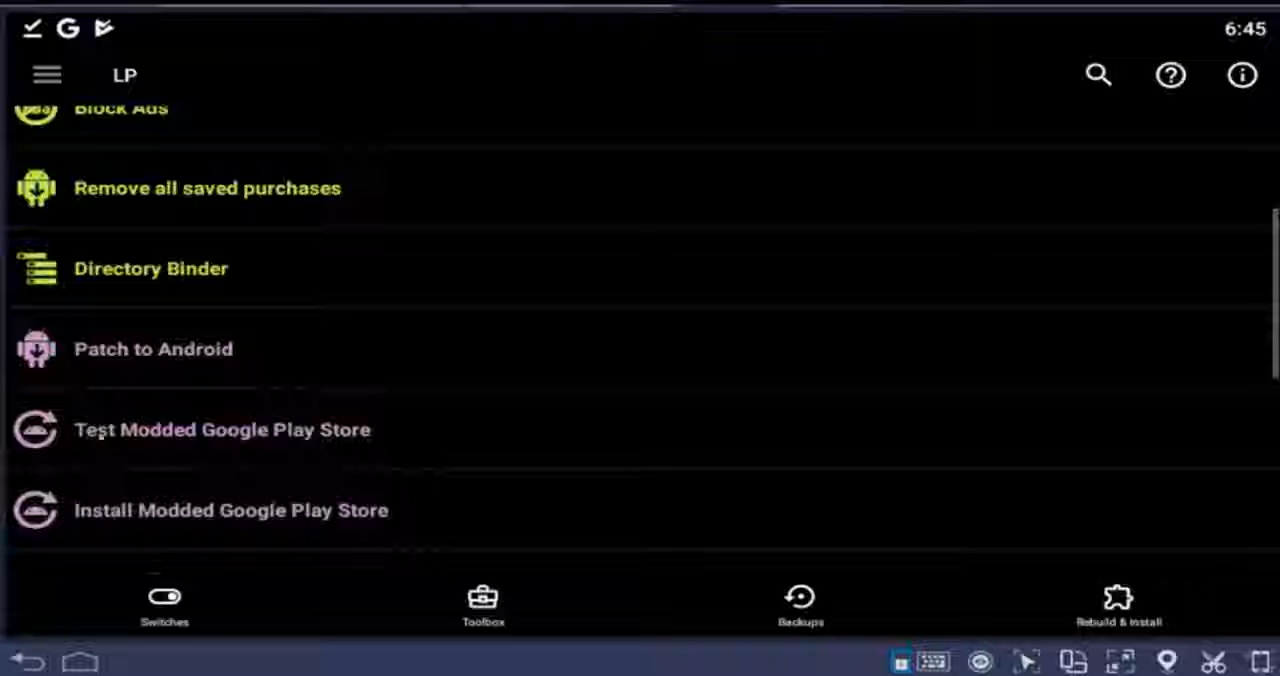 6:45
LP
Block Ads
Remove all saved purchases
Directory Binder
Patch to Android
Test Modded Google Play Store
Install Modded Google Play Store
Switches
Toolbox
Backups
Rebuild & Install